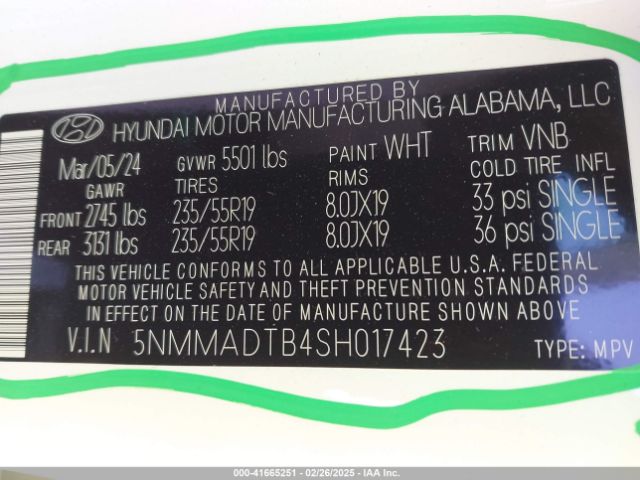 MANUFACTURED BY
HYUNDAI MOTOR MANUFACTURING ALABAMA, LLC
Mar/05/24 GVWR 5501 lbs PAINT WHT TRIM VNB
GAWR TIRES RIMS COLD TIRE INFL
FRONT 2745 lbs 235/55R19 8.0JX19 33 psi SINGLE
REAR 3131 lbs 235/55R19 8.0JX19 36 psi SINGLE
THIS VEHICLE CONFORMS TO ALL APPLICABLE U.S.A. FEDERAL
MOTOR VEHICLE SAFETY AND THEFT PREVENTION STANDARDS
IN EFFECT ON THE DATE OF MANUFACTURE SHOWN ABOVE.
V.I.N 5NMMADTB4SH017423 TYPE: MPV
000-41665251 - 02/26/2025 - IAA Inc.